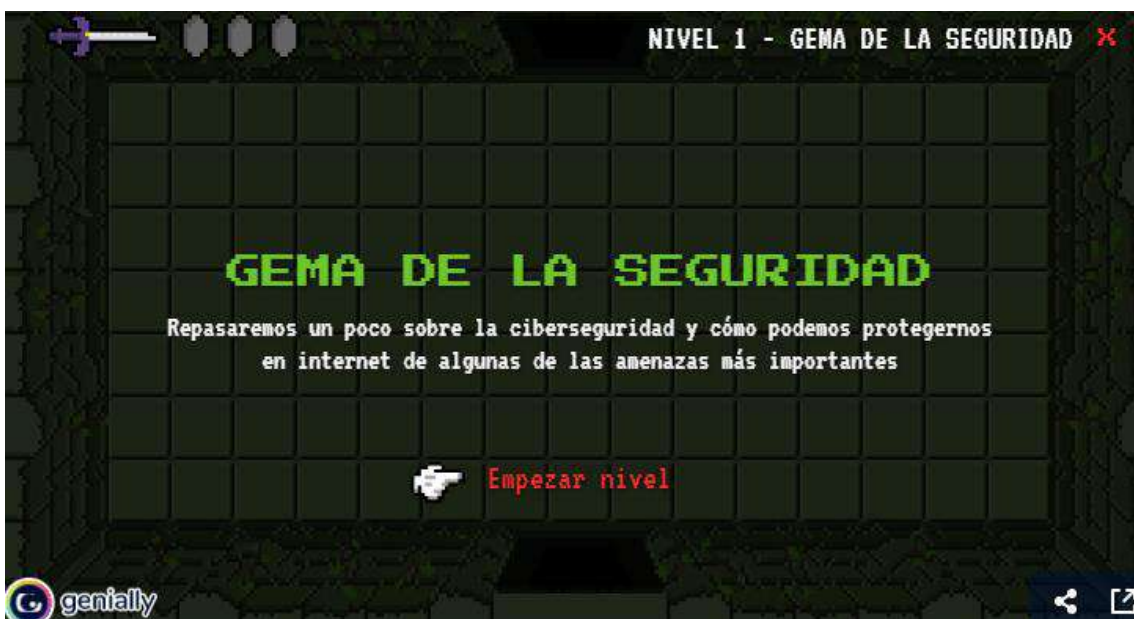 NIVEL 1 - GEMA DE LA SEGURIDAD X
GEMA DE LA SEGURIDAD
Repasaremos un poco sobre la ciberseguridad y cómo podemos protegernos
en internet de algunas de las amenazas más importantes
Empezar nivel
genially